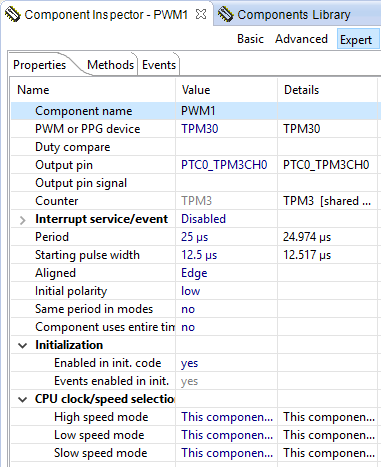 Component Inspector - PWM1 Components Library
Basic Advanced Expert
Properties Methods Events
Name Value Details
Component name PWM1
PWM or PPG device TPM30 TPM30
Duty compare
Output pin PTC0_TPM3CH0 PTC0_TPM3CH0
Output pin signal
Counter TPM3 TPM3 [shared ...
Interrupt service/event Disabled
Period 25 µs 24.974 µs
Starting pulse width 12.5 µs 12.517 µs
Aligned Edge
Initial polarity low
Same period in modes no
Component uses entire tim no
Initialization
Enabled in init. code yes
Events enabled in init. yes
CPU clock/speed selection
High speed mode This componen... This componen...
Low speed mode This componen... This componen...
Slow speed mode This componen... This componen...